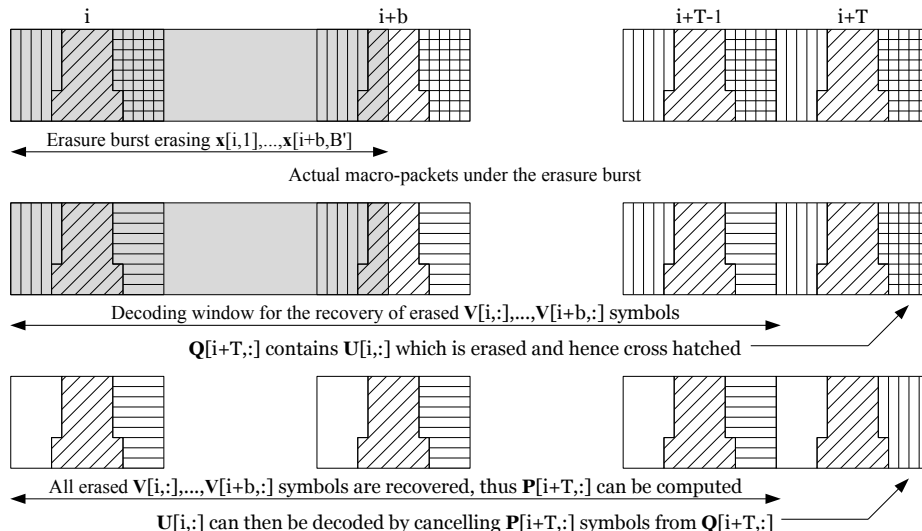 i i+b i+T-1 i+T
Erasure burst erasing x[i,1],...,x[i+b,B']
Actual macro-packets under the erasure burst
Decoding window for the recovery of erased V[i,:],...,V[i+b,:] symbols
Q[i+T,:] contains U[i,:] which is erased and hence cross hatched
All erased V[i,:],...,V[i+b,:] symbols are recovered, thus P[i+T,:] can be computed
U[i,:] can then be decoded by cancelling P[i+T,:] symbols from Q[i+T,:]